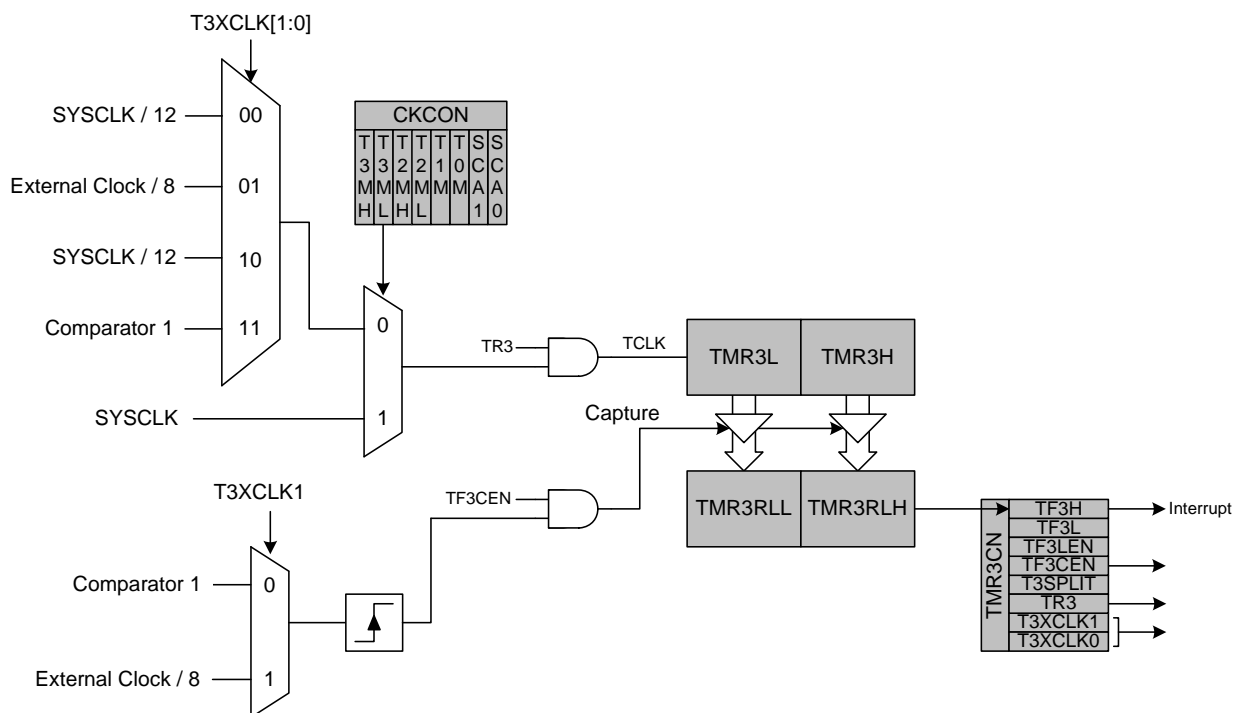 T3XCLK[1:0]
SYSCLK / 12
00
External Clock / 8
01
SYSCLK / 12
10
Comparator 1
11
CKCON
T3MH
T3ML
T2MH
T2ML
T1M
T0M
SCA1
SCA0
0
SYSCLK
1
TR3
TCLK
TMR3L
TMR3H
Capture
TF3CEN
TMR3RLL
TMR3RLH
T3XCLK1
Comparator 1
0
External Clock / 8
1
TMR3CN
TF3H
TF3L
TF3LEN
TF3CEN
T3SPLIT
TR3
T3XCLK1
T3XCLK0
Interrupt